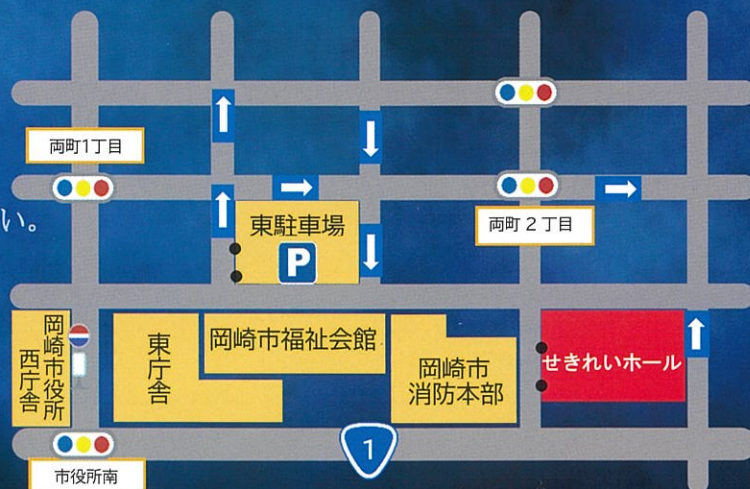 両町1丁目
い。
東駐車場
P
両町 2 丁目
岡崎市役所
西庁舎
東庁舎
岡崎市福祉会館
岡崎市
消防本部
せきれいホール
1
市役所南